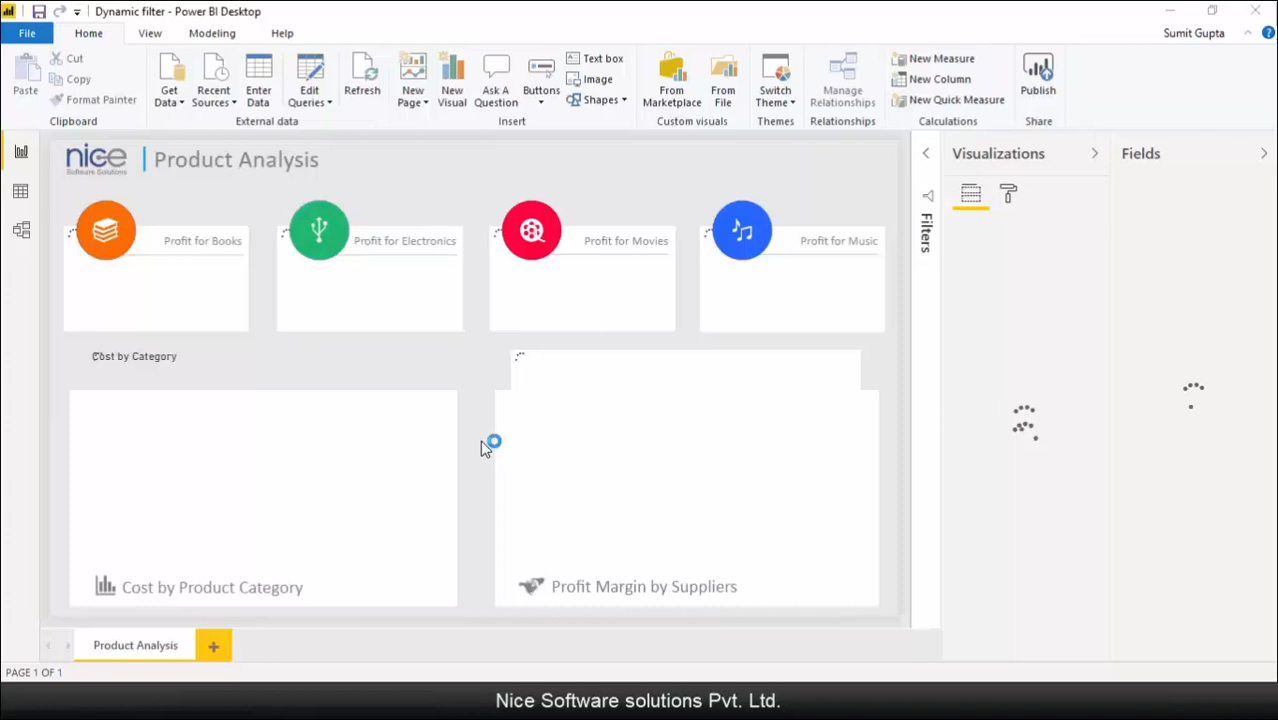 Dynamic filter - Power BI Desktop
File
Home
View
Modeling
Help
Sumit Gupta
Paste
Cut
Copy
Format Painter
Clipboard
Get
Data
Recent
Sources
Enter
Data
Edit
Queries
Refresh
External data
New
Page
New
Visual
Ask A
Question
Buttons
Text box
Image
Shapes
Insert
From
Marketplace
From
File
Custom visuals
Switch
Theme
Themes
Manage
Relationships
Relationships
New Measure
New Column
New Quick Measure
Calculations
Publish
Share
nice
Software Solutions
Product Analysis
Profit for Books
Profit for Electronics
Profit for Movies
Profit for Music
Cost by Category
Cost by Product Category
Profit Margin by Suppliers
Filters
Visualizations
Fields
Product Analysis
PAGE 1 OF 1
Nice Software solutions Pvt. Ltd.